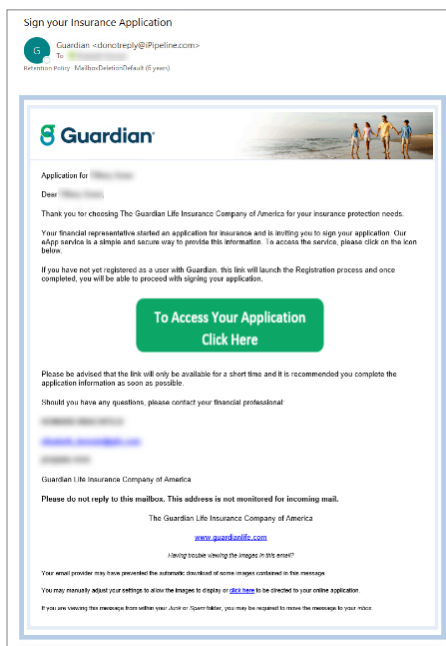 Sign your Insurance Application
G
Guardian <donotreply@iPipeline.com>
To
Retention Policy MailboxDeletionDefault (6 years)
Guardian
Application for
Dear
Thank you for choosing The Guardian Life Insurance Company of America for your insurance protection needs.
Your financial representative started an application for insurance and is inviting you to sign your application. Our
eApp service is a simple and secure way to provide this information. To access the service, please click on the icon
below.
If you have not yet registered as a user with Guardian, this link will launch the Registration process and once
completed, you will be able to proceed with signing your application.
To Access Your Application
Click Here
Please be advised that the link will only be available for a short time and it is recommended you complete the
application information as soon as possible.
Should you have any questions, please contact your financial professional:
Guardian Life Insurance Company of America
Please do not reply to this mailbox. This address is not monitored for incoming mail.
The Guardian Life Insurance Company of America
www.guardianlife.com
Having trouble viewing the images in this email?
Your email provider may have prevented the automatic download of some images contained in this message.
You may manually adjust your settings to allow the images to display or click here to be directed to your online application.
If you are viewing this message from within your Junk or Spam folder, you may be required to move the message to your inbox.